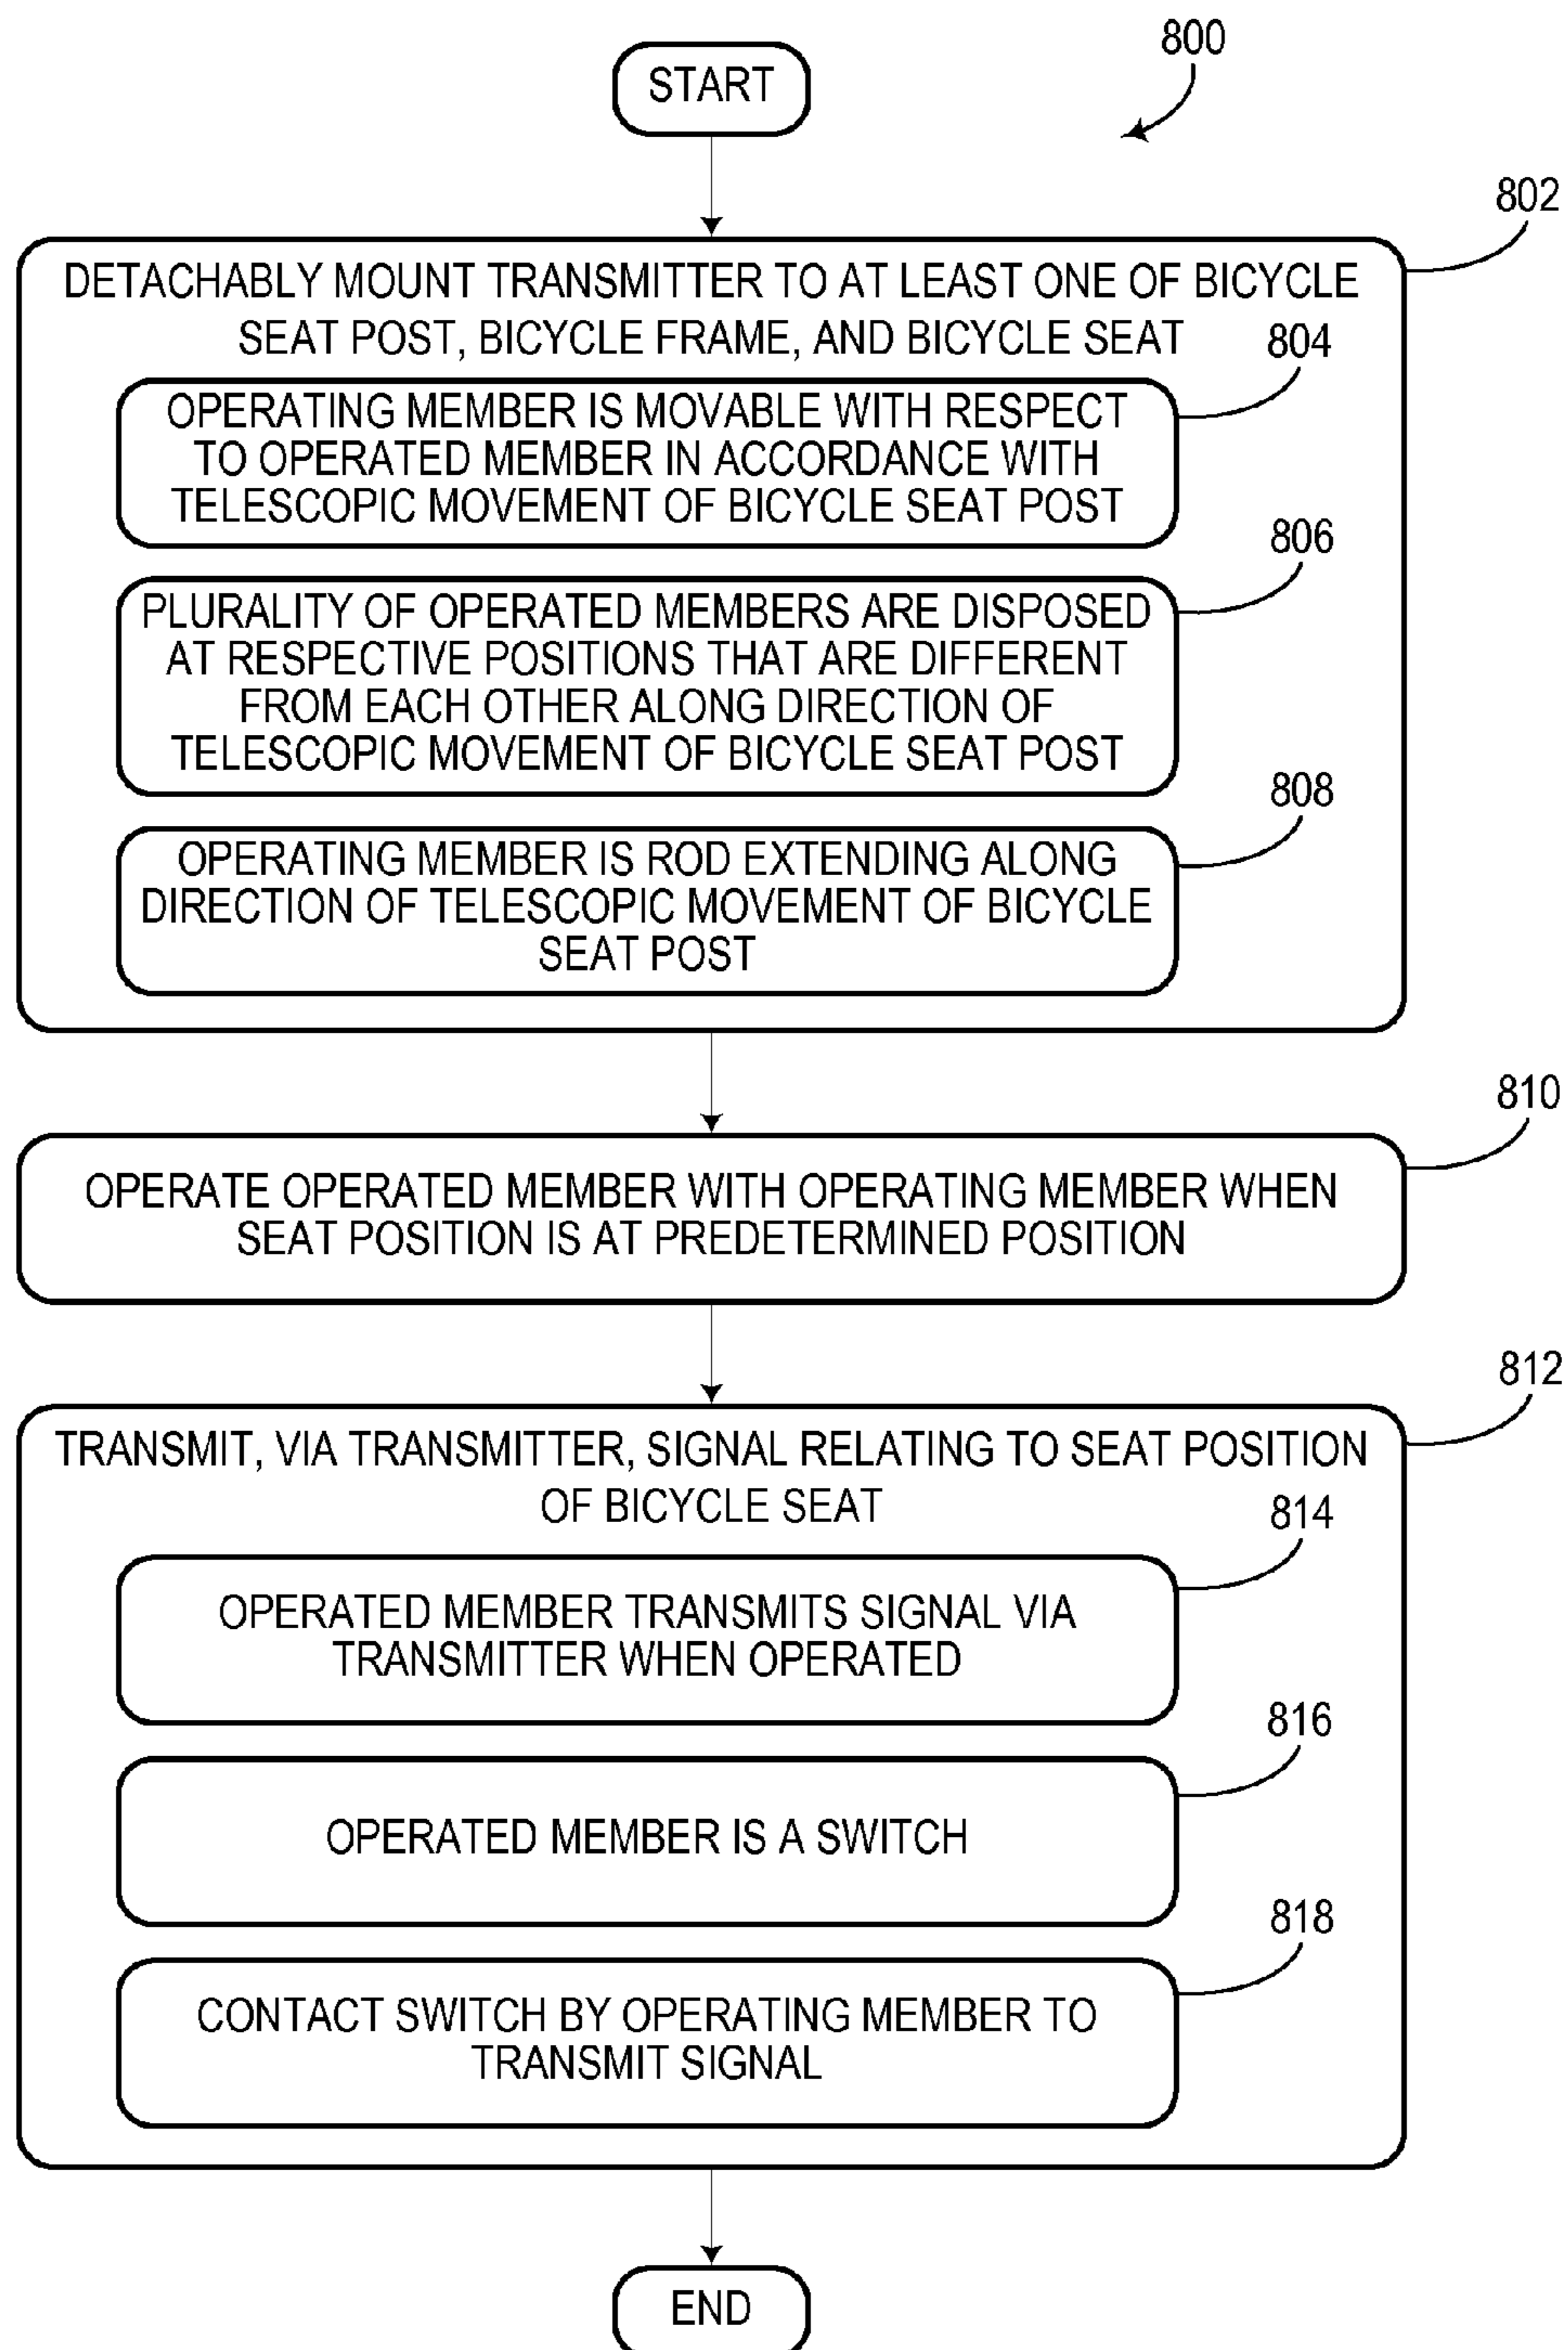 800
START
802
DETACHABLY MOUNT TRANSMITTER TO AT LEAST ONE OF BICYCLE
SEAT POST, BICYCLE FRAME, AND BICYCLE SEAT
804
OPERATING MEMBER IS MOVABLE WITH RESPECT
TO OPERATED MEMBER IN ACCORDANCE WITH
TELESCOPIC MOVEMENT OF BICYCLE SEAT POST
806
PLURALITY OF OPERATED MEMBERS ARE DISPOSED
AT RESPECTIVE POSITIONS THAT ARE DIFFERENT
FROM EACH OTHER ALONG DIRECTION OF
TELESCOPIC MOVEMENT OF BICYCLE SEAT POST
808
OPERATING MEMBER IS ROD EXTENDING ALONG
DIRECTION OF TELESCOPIC MOVEMENT OF BICYCLE
SEAT POST
810
OPERATE OPERATED MEMBER WITH OPERATING MEMBER WHEN
SEAT POSITION IS AT PREDETERMINED POSITION
812
TRANSMIT, VIA TRANSMITTER, SIGNAL RELATING TO SEAT POSITION
OF BICYCLE SEAT
814
OPERATED MEMBER TRANSMITS SIGNAL VIA
TRANSMITTER WHEN OPERATED
816
OPERATED MEMBER IS A SWITCH
818
CONTACT SWITCH BY OPERATING MEMBER TO
TRANSMIT SIGNAL
END